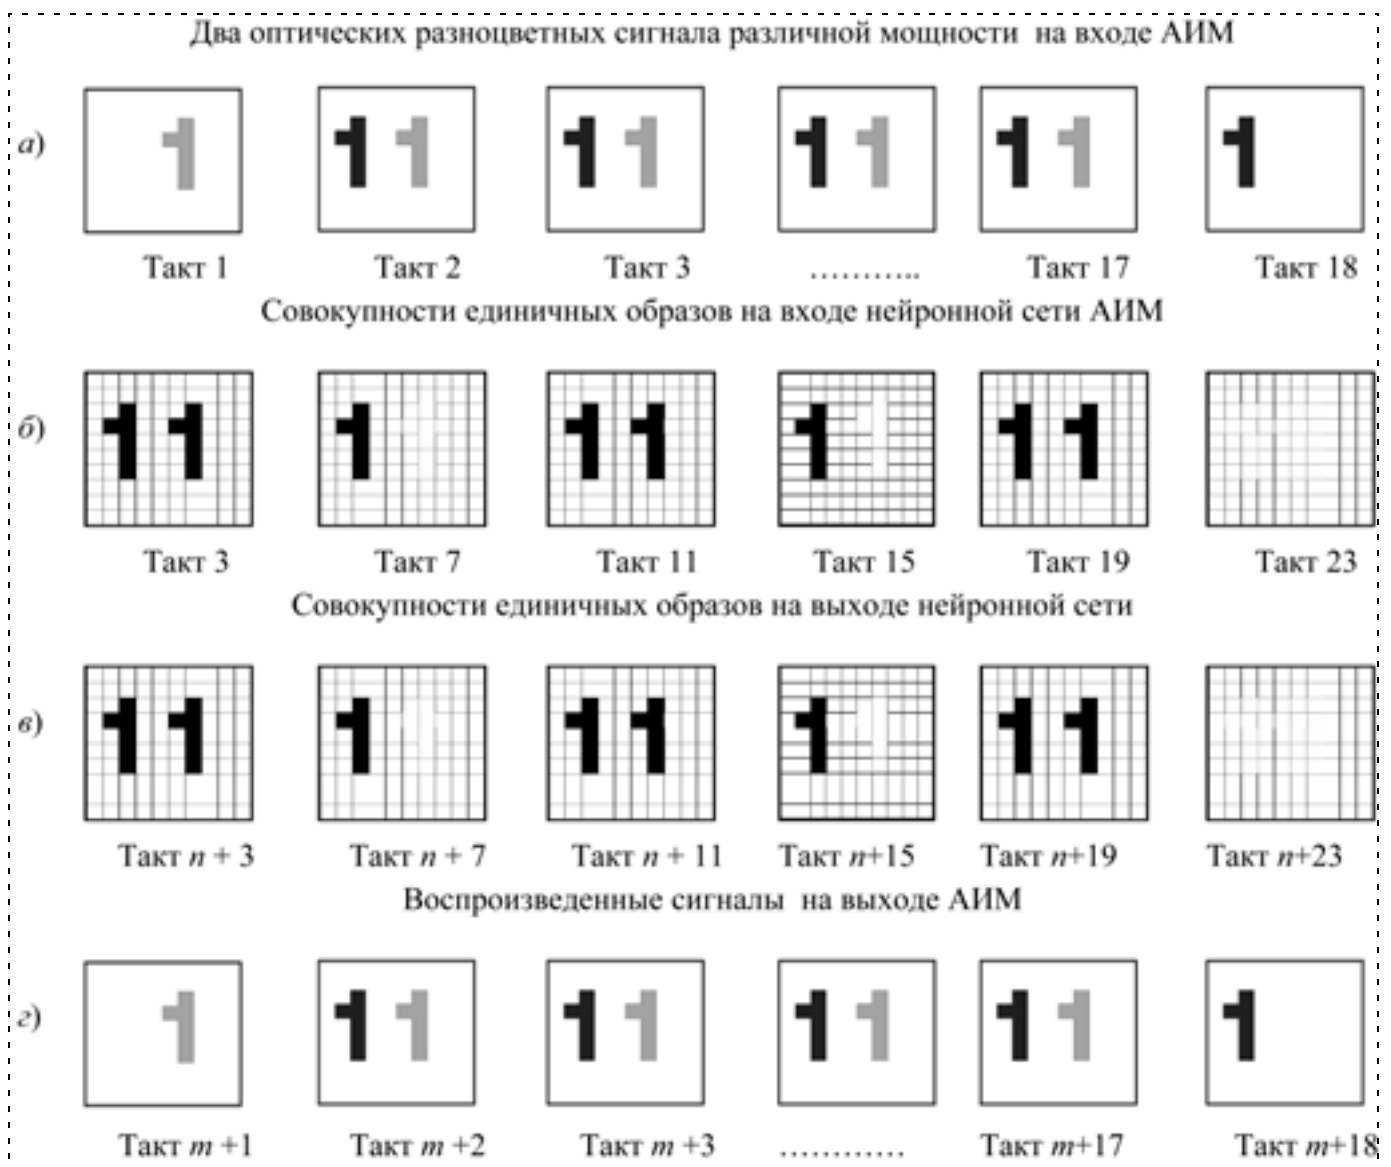 Два оптических разноцветных сигнала различной мощности на входе АИМ
а)
Такт 1 Такт 2 Такт 3 ........... Такт 17 Такт 18
Совокупности единичных образов на входе нейронной сети АИМ
б)
Такт 3 Такт 7 Такт 11 Такт 15 Такт 19 Такт 23
Совокупности единичных образов на выходе нейронной сети
в)
Такт n + 3 Такт n + 7 Такт n + 11 Такт n+15 Такт n+19 Такт n+23
Воспроизведенные сигналы на выходе АИМ
г)
Такт m +1 Такт m +2 Такт m +3 ............ Такт m+17 Такт m+18